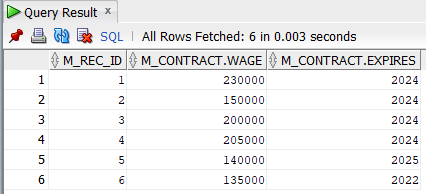 Query Result ×
SQL | All Rows Fetched: 6 in 0.003 seconds
M_REC_ID M_CONTRACT.WAGE M_CONTRACT.EXPIRES
1 1 230000 2024
2 2 150000 2024
3 3 200000 2024
4 4 205000 2024
5 5 140000 2025
6 6 135000 2022